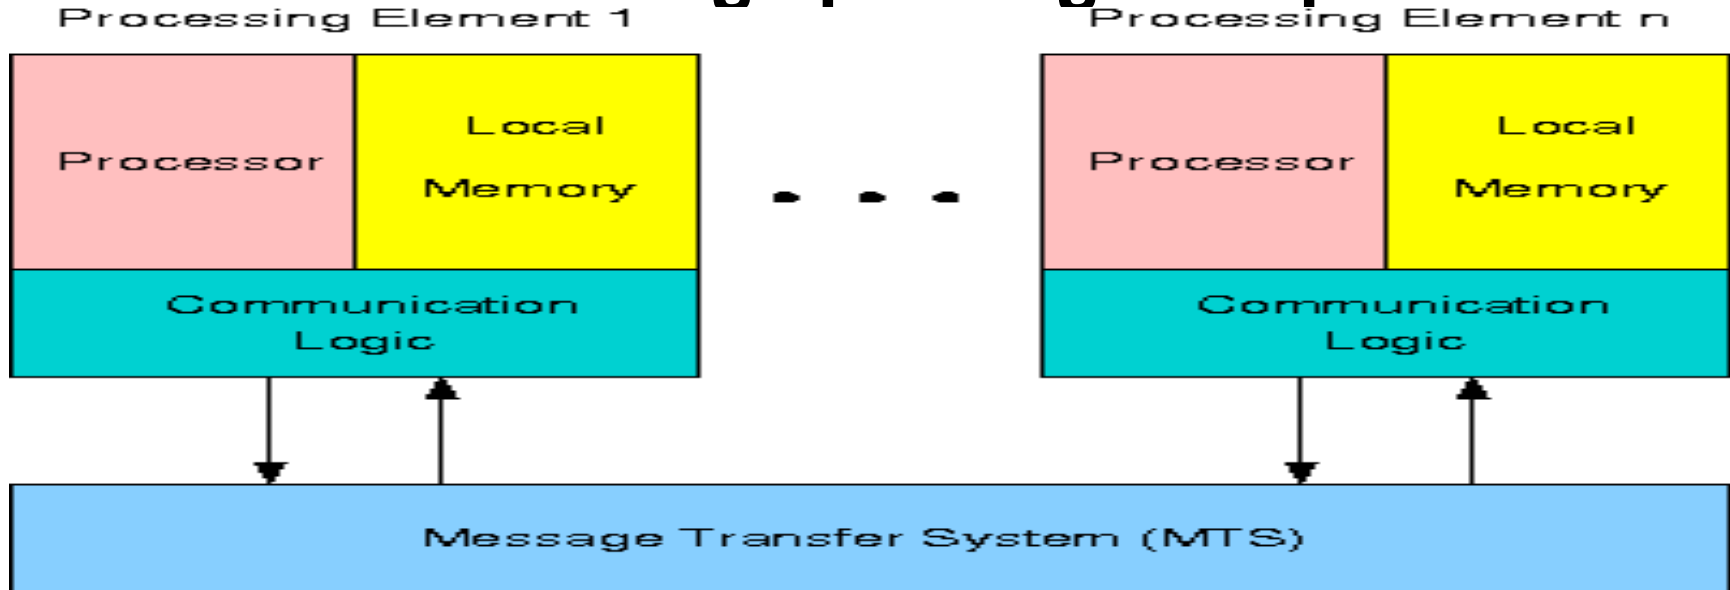 Processing Element 1
Processing Element n
Processor
Local
Memory
Processor
Local
Memory
Communication
Logic
Communication
Logic
Message Transfer System (MTS)